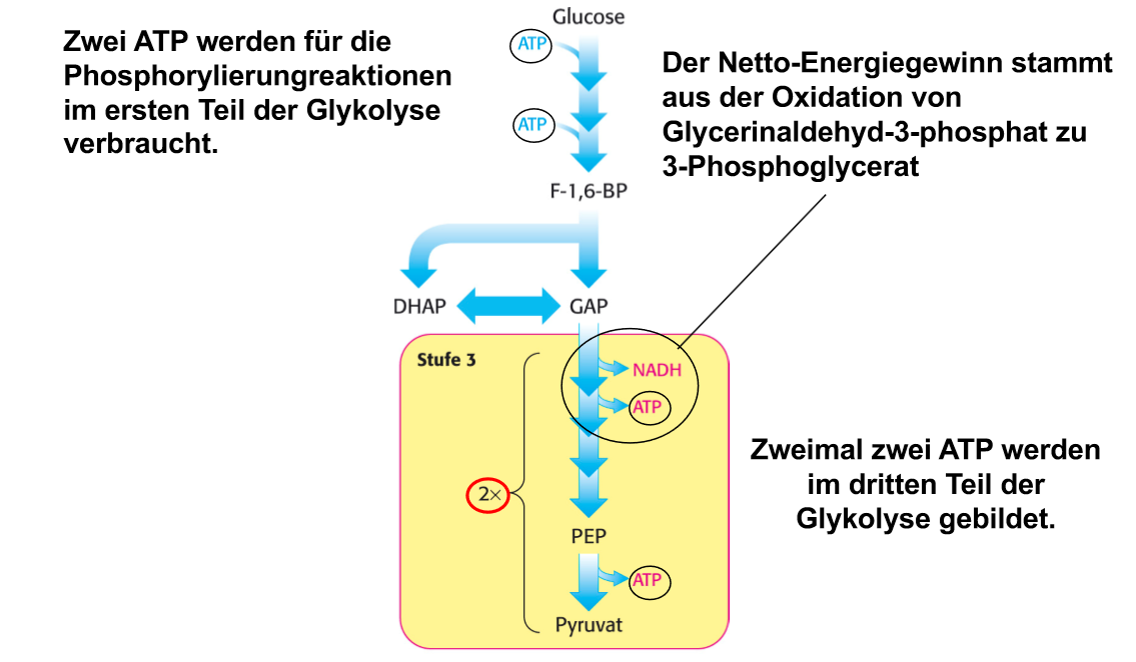 Zwei ATP werden für die
Phosphorylierungreaktionen
im ersten Teil der Glykolyse
verbraucht.
Glucose
ATP
ATP
F-1,6-BP
Der Netto-Energiegewinn stammt
aus der Oxidation von
Glycerinaldehyd-3-phosphat zu
3-Phosphoglycerat
DHAP
GAP
Stufe 3
NADH
ATP
2×
PEP
ATP
Pyruvat
Zweimal zwei ATP werden
im dritten Teil der
Glykolyse gebildet.